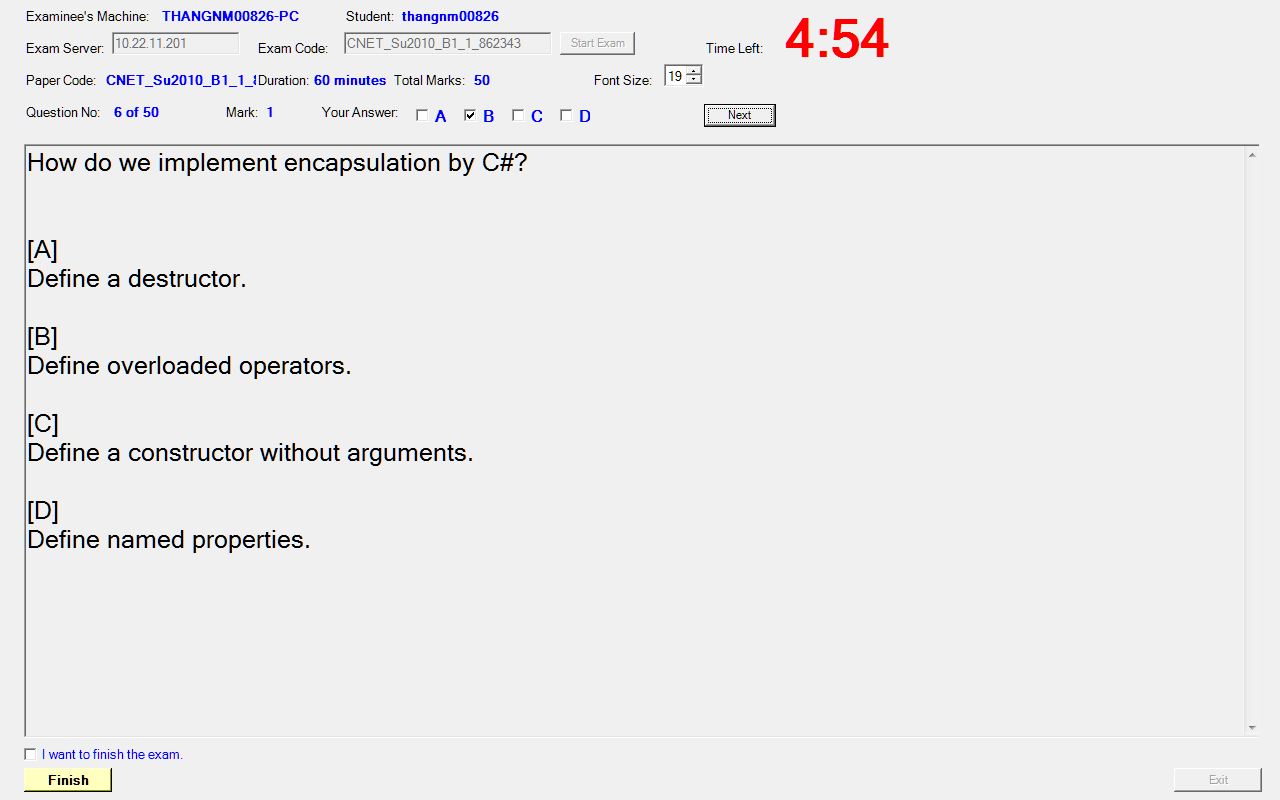 Examinee's Machine: THANGNM00826-PC Student: thangnm00826
Exam Server: 10.22.11.201 Exam Code: CNET_Su2010_B1_1_862343 Start Exam Time Left: 4:54
Paper Code: CNET_Su2010_B1_1_ Duration: 60 minutes Total Marks: 50 Font Size: 19
Question No: 6 of 50 Mark: 1 Your Answer: A B C D Next
How do we implement encapsulation by C#?
[A]
Define a destructor.
[B]
Define overloaded operators.
[C]
Define a constructor without arguments.
[D]
Define named properties.
I want to finish the exam.
Finish Exit